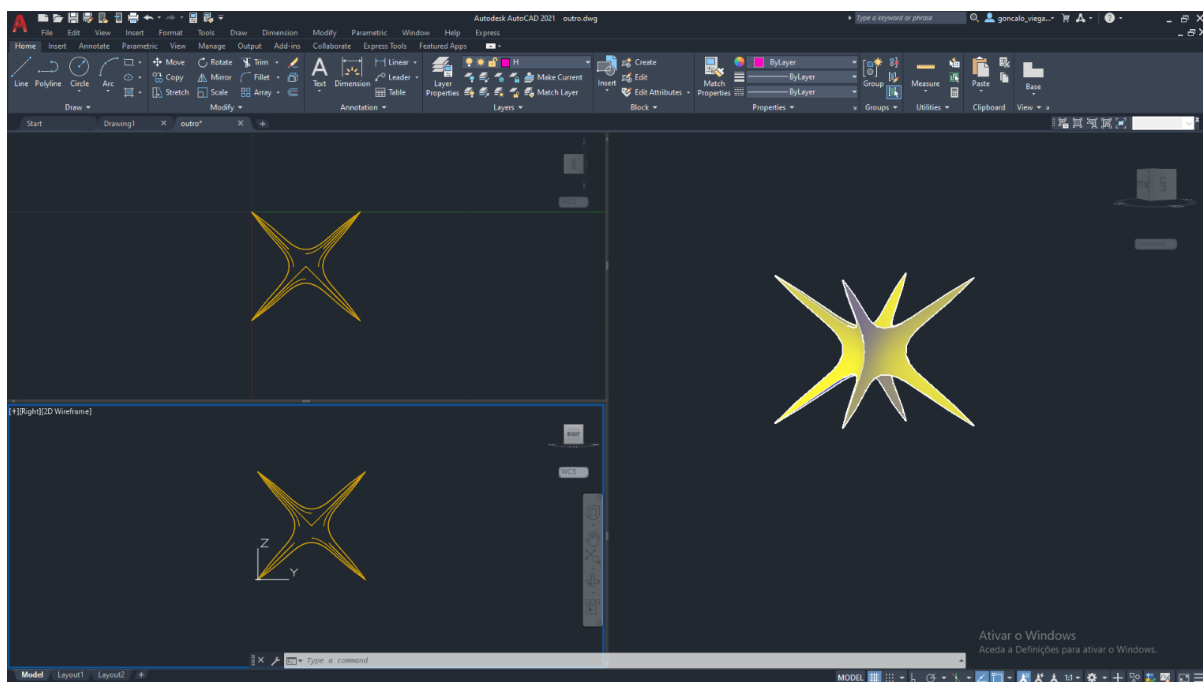 Autodesk AutoCAD 2021 outro.dwg
Type a keyword or phrase
goncalo_viega...
File Edit View Insert Format Tools Draw Dimension Modify Parametric Window Help Express
Home Insert Annotate Parametric View Manage Output Add-ins Collaborate Express Tools Featured Apps
Line Polyline Circle Arc
Draw
Move Rotate Trim
Copy Mirror Fillet
Stretch Scale Array
Modify
Text Dimension
Linear
Leader
Table
Annotation
Layer
Properties
H
Make Current
Match Layer
Layers
Insert
Create
Edit
Edit Attributes
Block
Match
Properties
ByLayer
ByLayer
ByLayer
Properties
Group
Groups
Measure
Utilities
Paste
Clipboard
Base
View
Start Drawing1 outro*
[+][Right][2D Wireframe]
WCS
Z
Y
Type a command
Ativar o Windows
Aceda a Definições para ativar o Windows.
Model Layout1 Layout2 +
MODEL 1:1